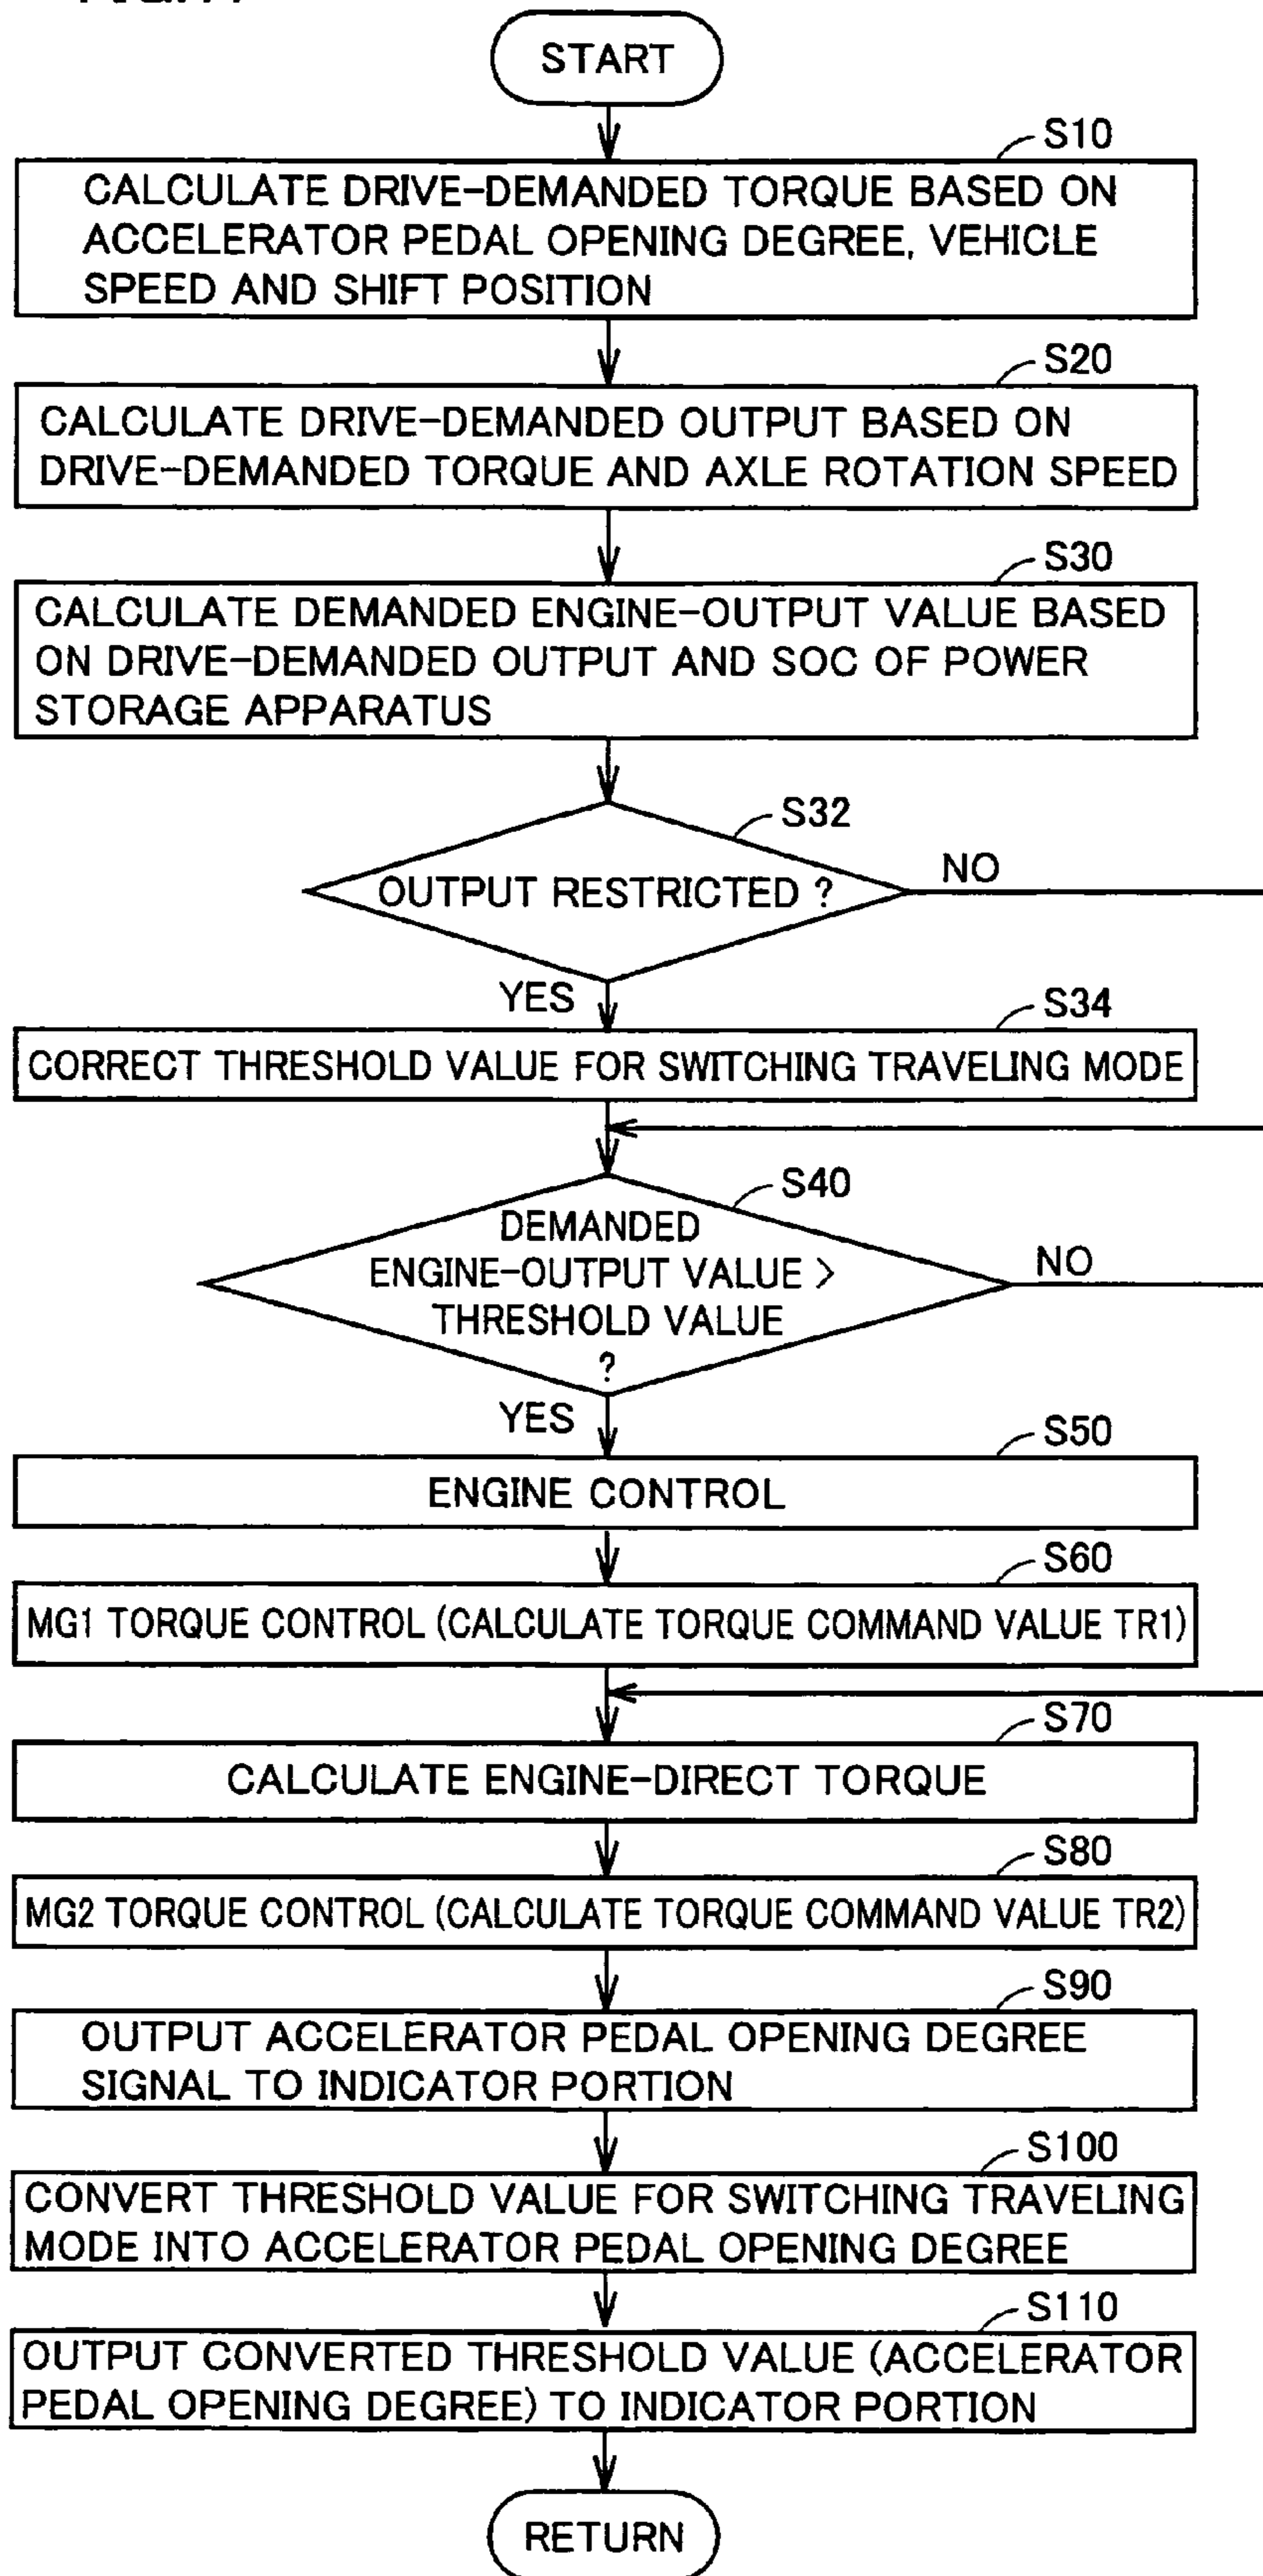 START
S10
CALCULATE DRIVE-DEMANDED TORQUE BASED ON
ACCELERATOR PEDAL OPENING DEGREE, VEHICLE
SPEED AND SHIFT POSITION
S20
CALCULATE DRIVE-DEMANDED OUTPUT BASED ON
DRIVE-DEMANDED TORQUE AND AXLE ROTATION SPEED
S30
CALCULATE DEMANDED ENGINE-OUTPUT VALUE BASED
ON DRIVE-DEMANDED OUTPUT AND SOC OF POWER
STORAGE APPARATUS
S32
OUTPUT RESTRICTED ?
NO
YES
S34
CORRECT THRESHOLD VALUE FOR SWITCHING TRAVELING MODE
S40
DEMANDED
ENGINE-OUTPUT VALUE >
THRESHOLD VALUE
?
NO
YES
S50
ENGINE CONTROL
S60
MG1 TORQUE CONTROL (CALCULATE TORQUE COMMAND VALUE TR1)
S70
CALCULATE ENGINE-DIRECT TORQUE
S80
MG2 TORQUE CONTROL (CALCULATE TORQUE COMMAND VALUE TR2)
S90
OUTPUT ACCELERATOR PEDAL OPENING DEGREE
SIGNAL TO INDICATOR PORTION
S100
CONVERT THRESHOLD VALUE FOR SWITCHING TRAVELING
MODE INTO ACCELERATOR PEDAL OPENING DEGREE
S110
OUTPUT CONVERTED THRESHOLD VALUE (ACCELERATOR
PEDAL OPENING DEGREE) TO INDICATOR PORTION
RETURN